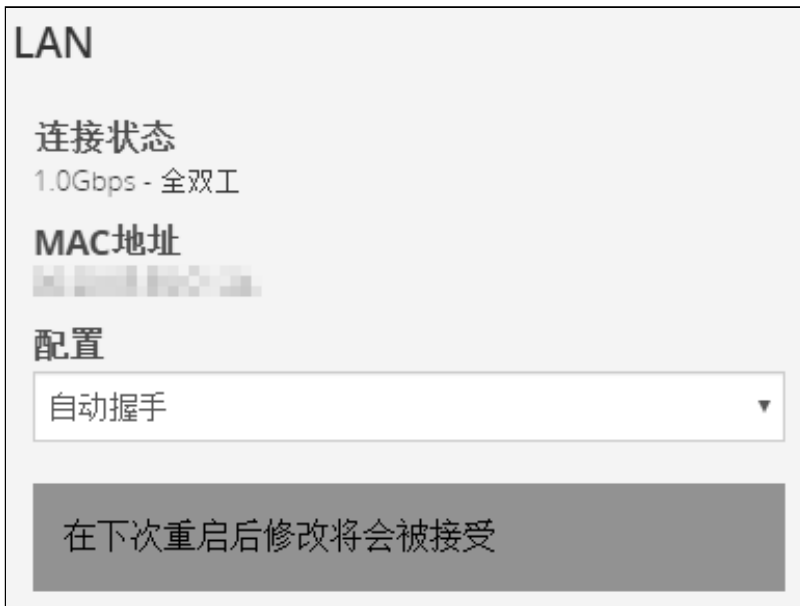 LAN
连接状态
1.0Gbps - 全双工
MAC地址
配置
自动握手
在下次重启后修改将会被接受